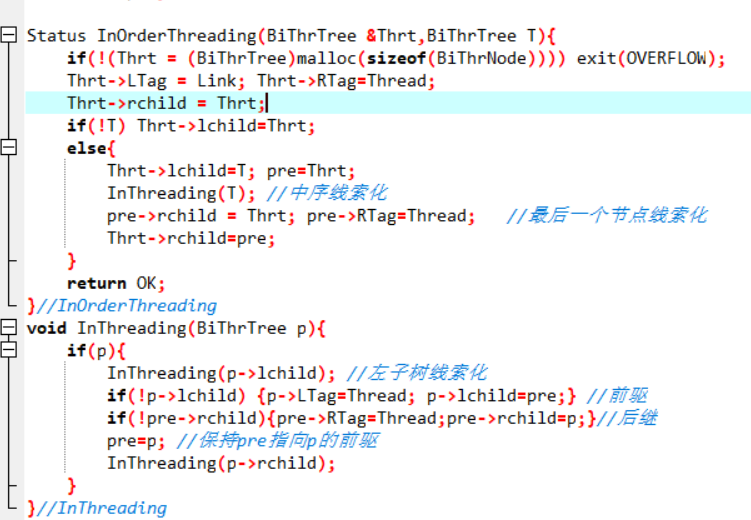 Status InOrderThreading(BiThrTree &Thrt,BiThrTree T){
if(!(Thrt = (BiThrTree)malloc(sizeof(BiThrNode)))) exit(OVERFLOW);
Thrt->LTag = Link; Thrt->RTag=Thread;
Thrt->rchild = Thrt;
if(!T) Thrt->lchild=Thrt;
else{
Thrt->lchild=T; pre=Thrt;
InThreading(T); //中序线索化
pre->rchild = Thrt; pre->RTag=Thread; //最后一个节点线索化
Thrt->rchild=pre;
}
return OK;
}//InOrderThreading
void InThreading(BiThrTree p){
if(p){
InThreading(p->lchild); //左子树线索化
if(!p->lchild) {p->LTag=Thread; p->lchild=pre;} //前驱
if(!pre->rchild){pre->RTag=Thread;pre->rchild=p;}//后继
pre=p; //保持pre指向p的前驱
InThreading(p->rchild);
}
}//InThreading